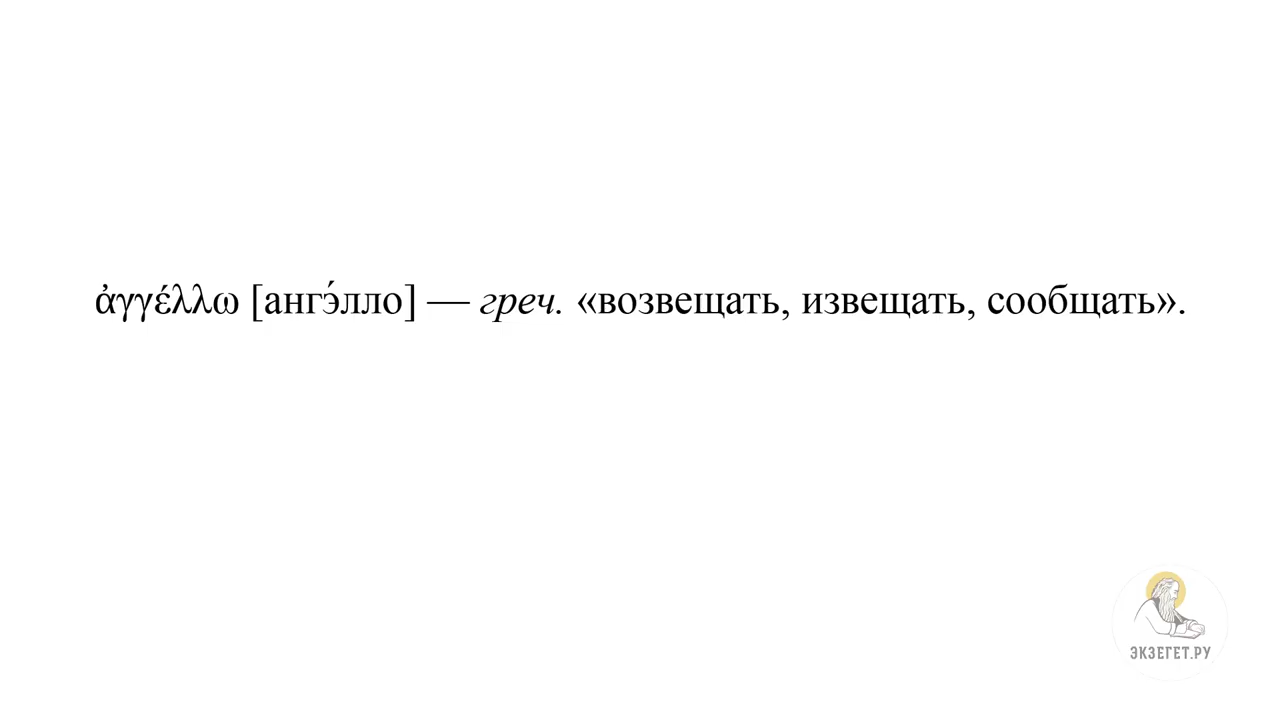 ἀγγέλλω [ангэ́лло] — греч. «возвещать, извещать, сообщать».
ЭКЗЕГЕТ.РУ